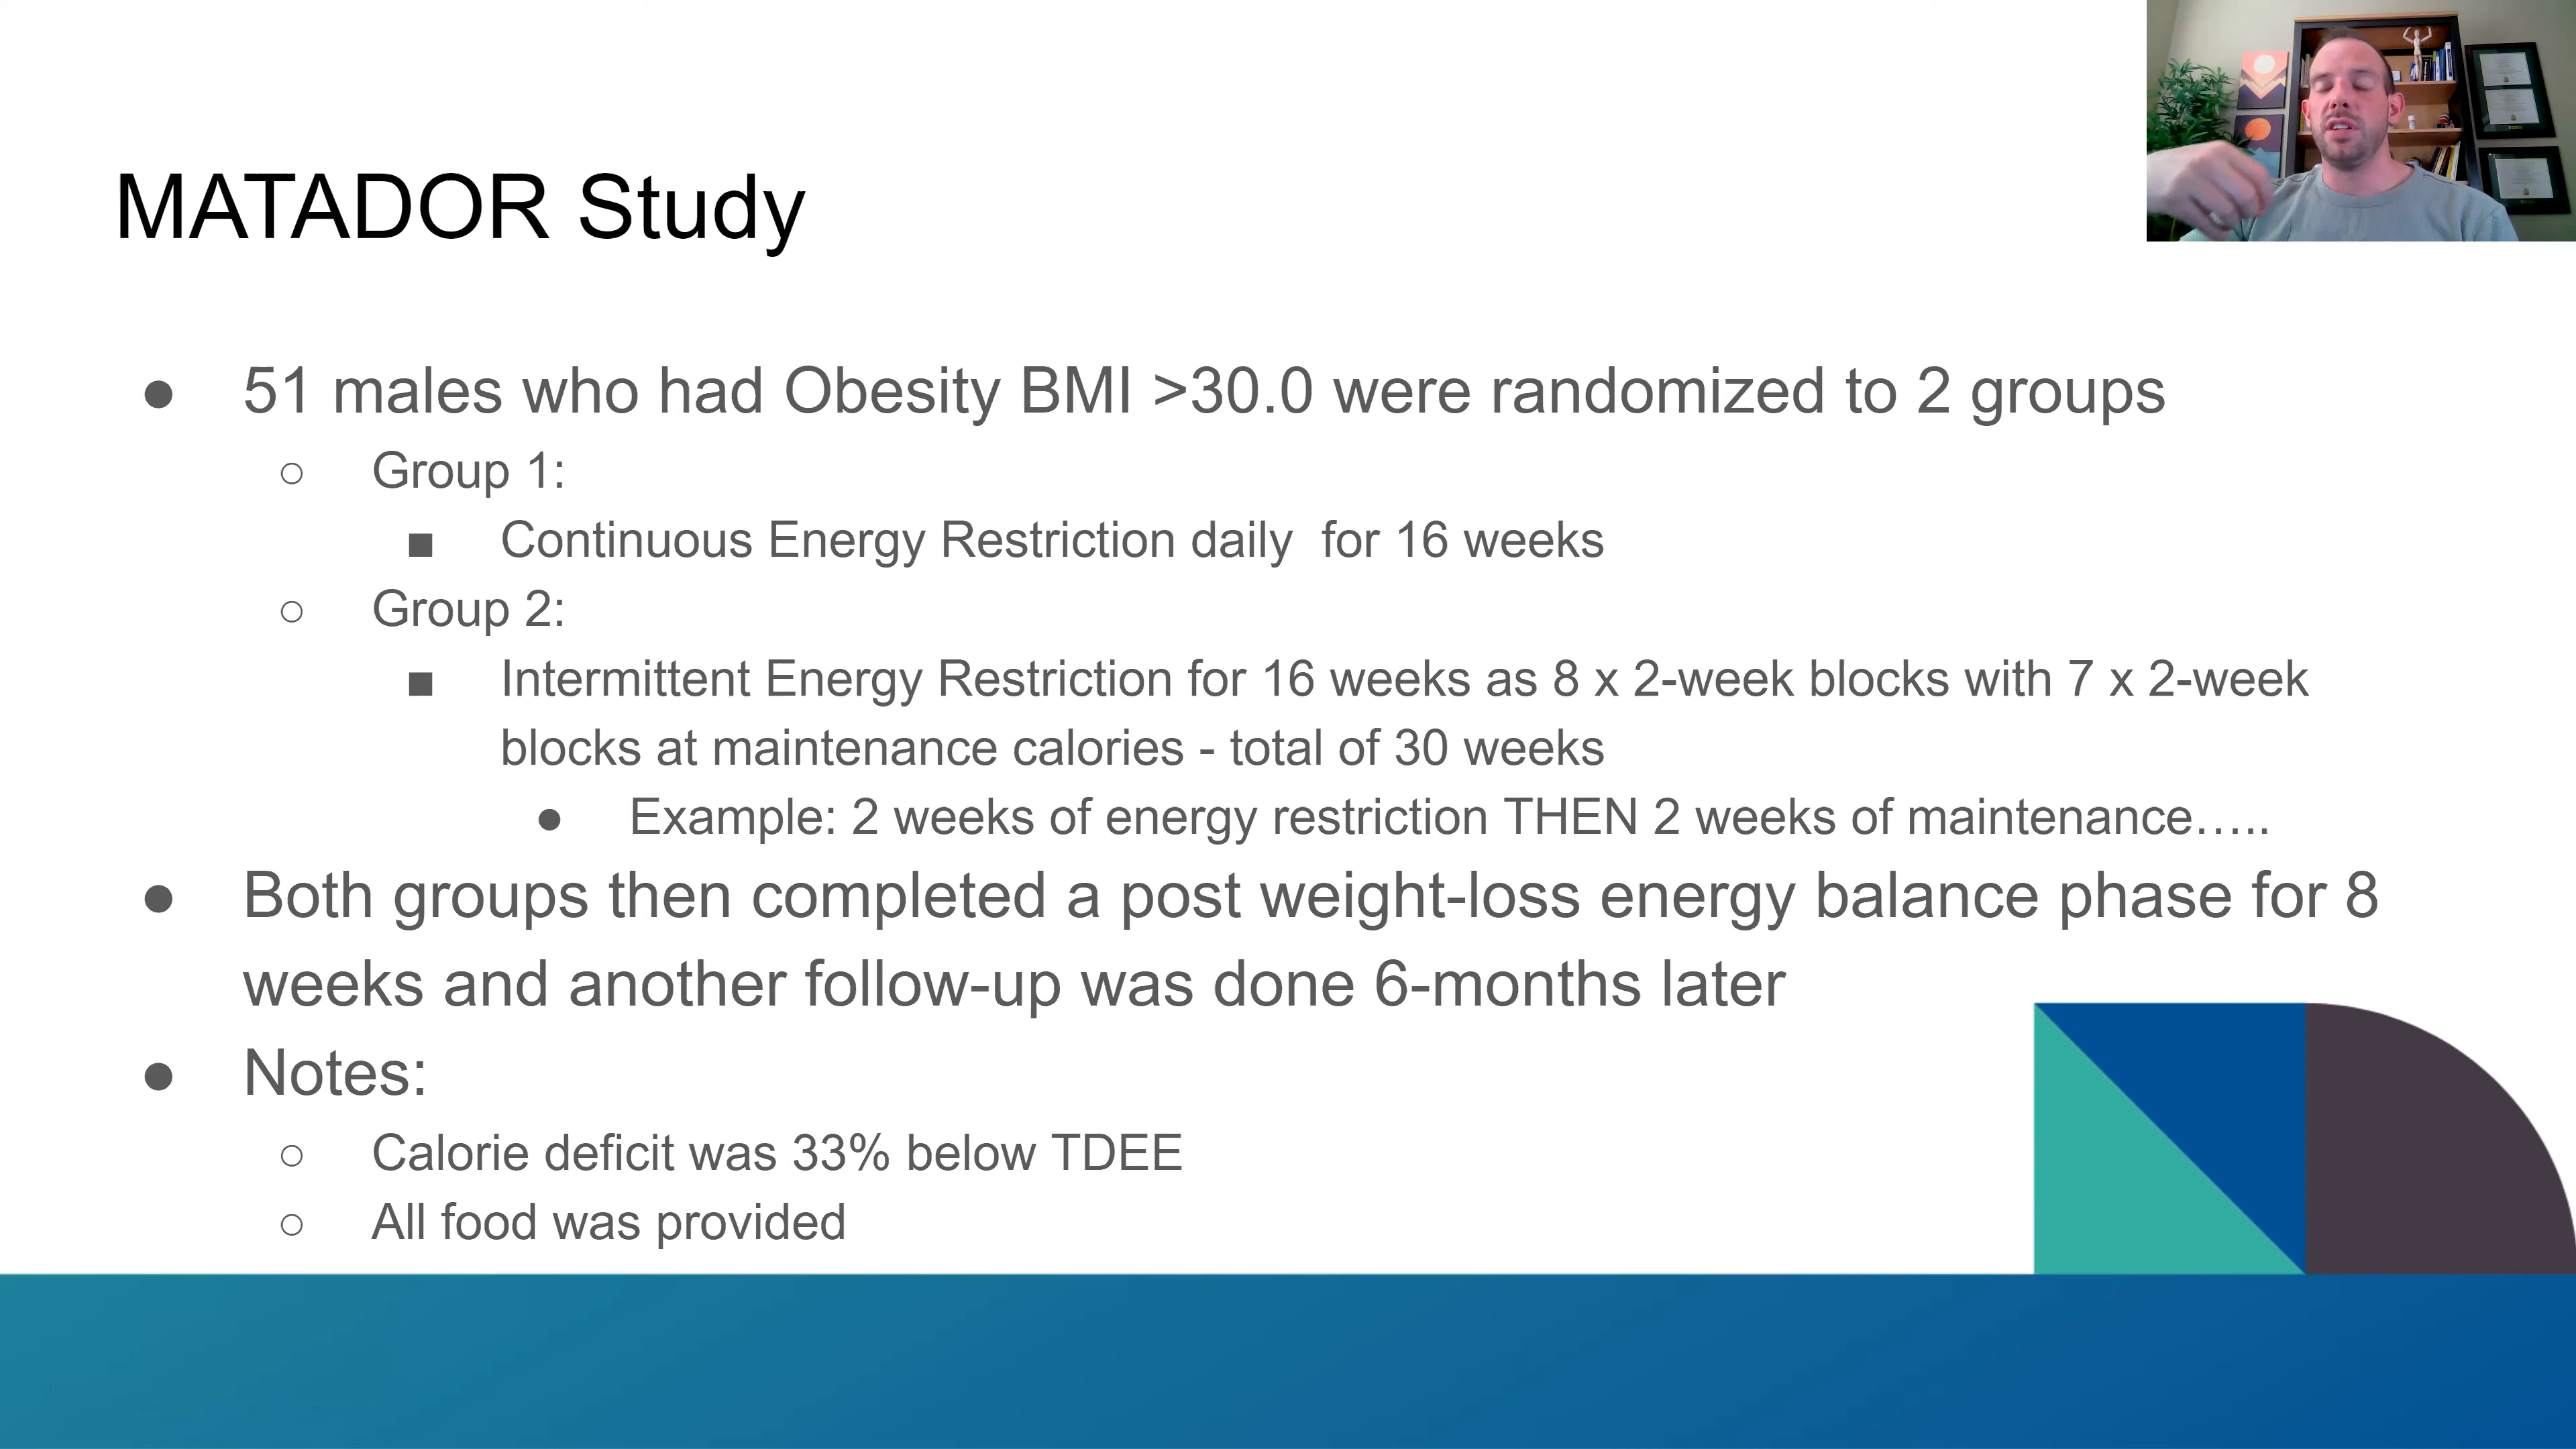 MATADOR Study
● 51 males who had Obesity BMI >30.0 were randomized to 2 groups
○ Group 1:
■ Continuous Energy Restriction daily  for 16 weeks
○ Group 2:
■ Intermittent Energy Restriction for 16 weeks as 8 x 2-week blocks with 7 x 2-week
blocks at maintenance calories - total of 30 weeks
● Example: 2 weeks of energy restriction THEN 2 weeks of maintenance…..
● Both groups then completed a post weight-loss energy balance phase for 8
weeks and another follow-up was done 6-months later
● Notes:
○ Calorie deficit was 33% below TDEE
○ All food was provided